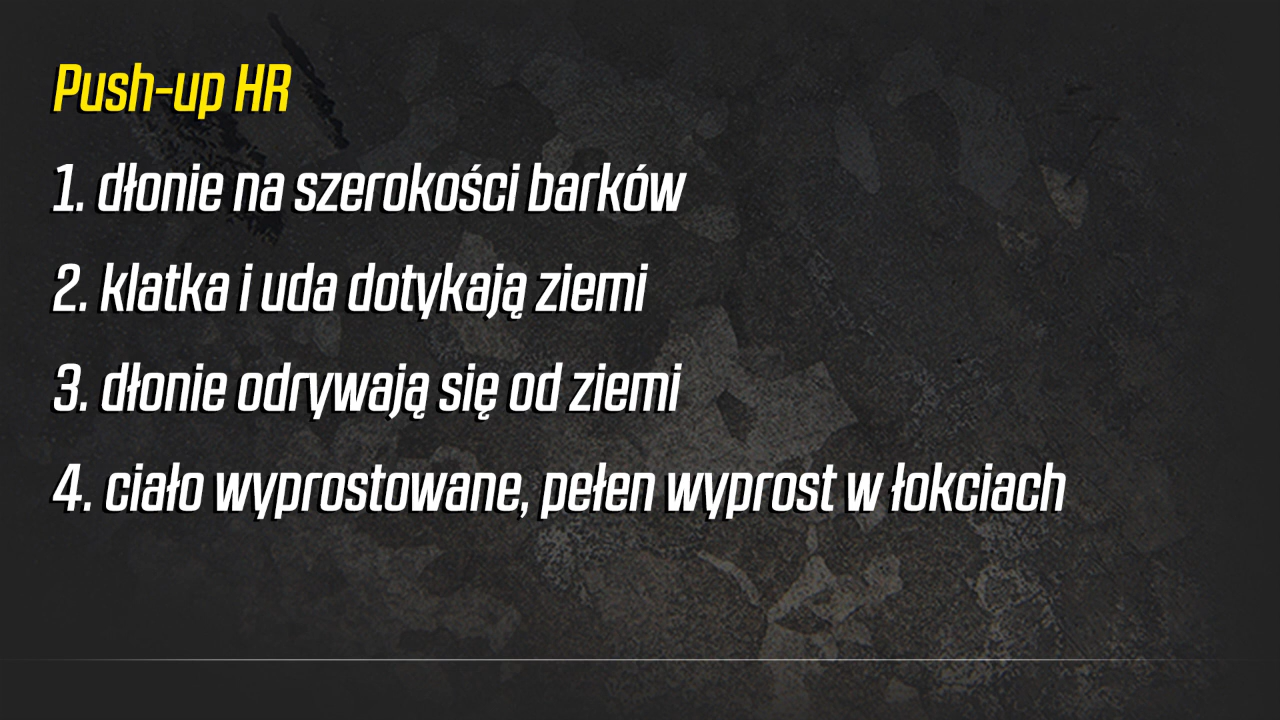 Push-up HR
1. dłonie na szerokości barków
2. klatka i uda dotykają ziemi
3. dłonie odrywają się od ziemi
4. ciało wyprostowane, pełen wyprost w łokciach